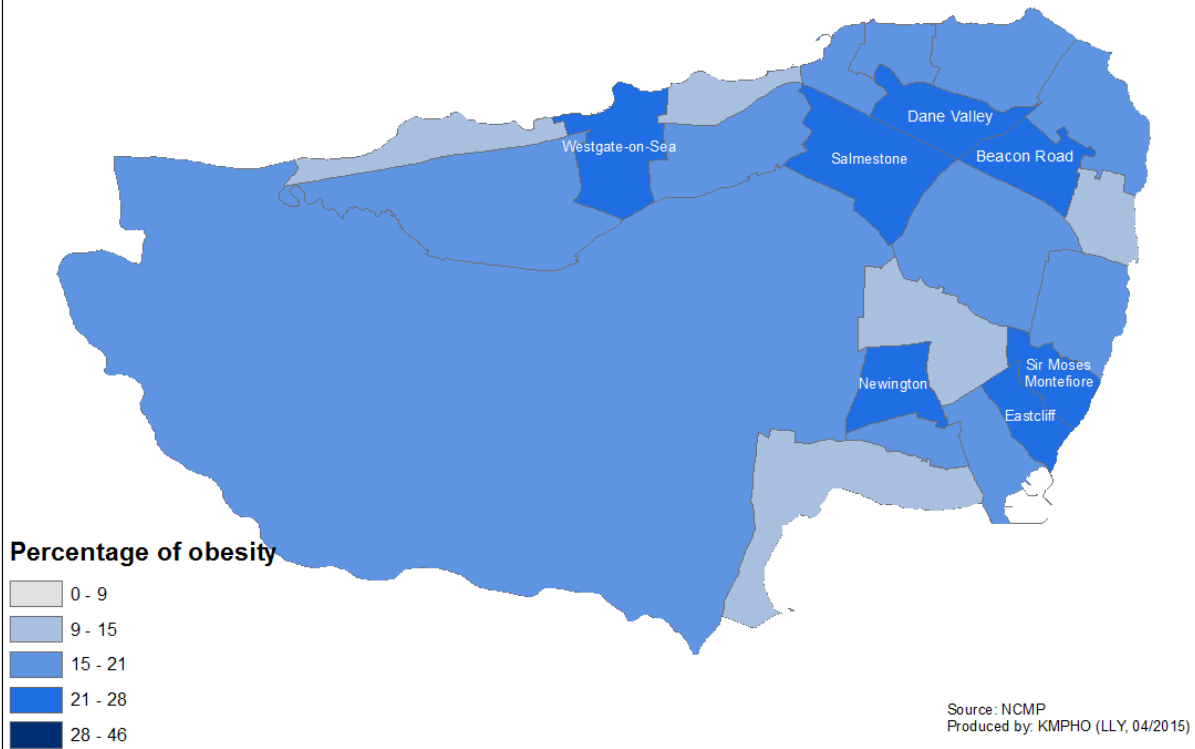 Dane Valley
Westgate-on-Sea
Salmestone
Beacon Road
Sir Moses
Montefiore
Newington
Eastcliff
Percentage of obesity
0 - 9
9 - 15
15 - 21
21 - 28
28 - 46
Source: NCMP
Produced by: KMPHO (LLY, 04/2015)